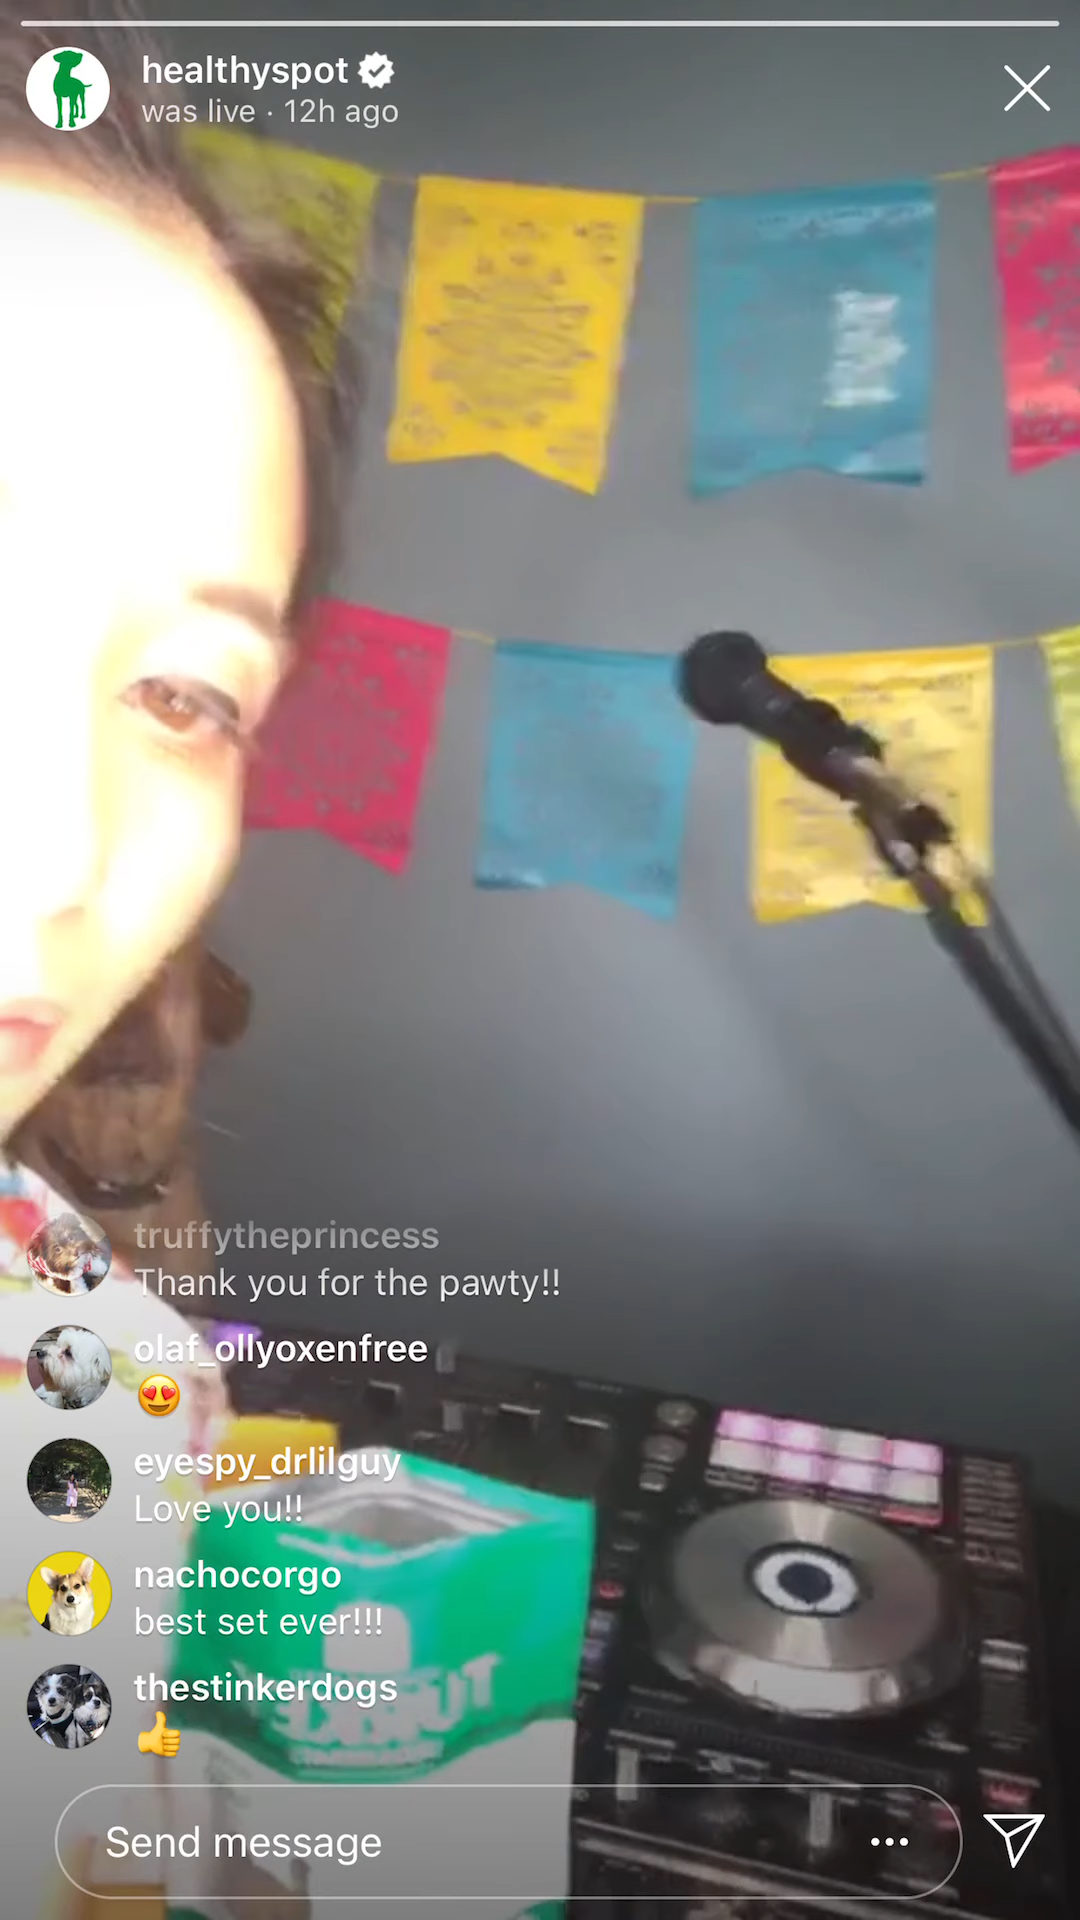 healthyspot
was live · 12h ago
truffytheprincess
Thank you for the pawty!!
olaf_ollyoxenfree
😍
eyespy_drlilguy
Love you!!
nachocorgo
best set ever!!!
thestinkerdogs
👍
Send message